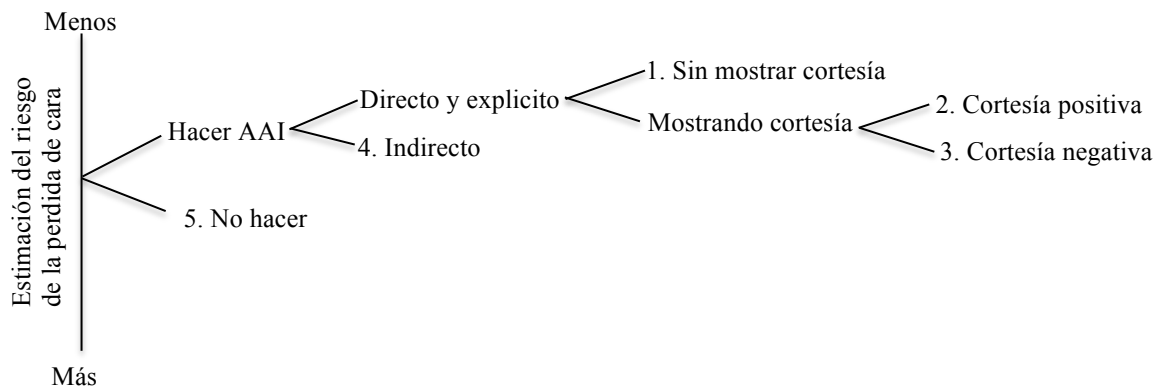 Menos
Estimación del riesgo
de la perdida de cara
Más
Hacer AAI
5. No hacer
Directo y explicito
4. Indirecto
1. Sin mostrar cortesía
Mostrando cortesía
2. Cortesía positiva
3. Cortesía negativa